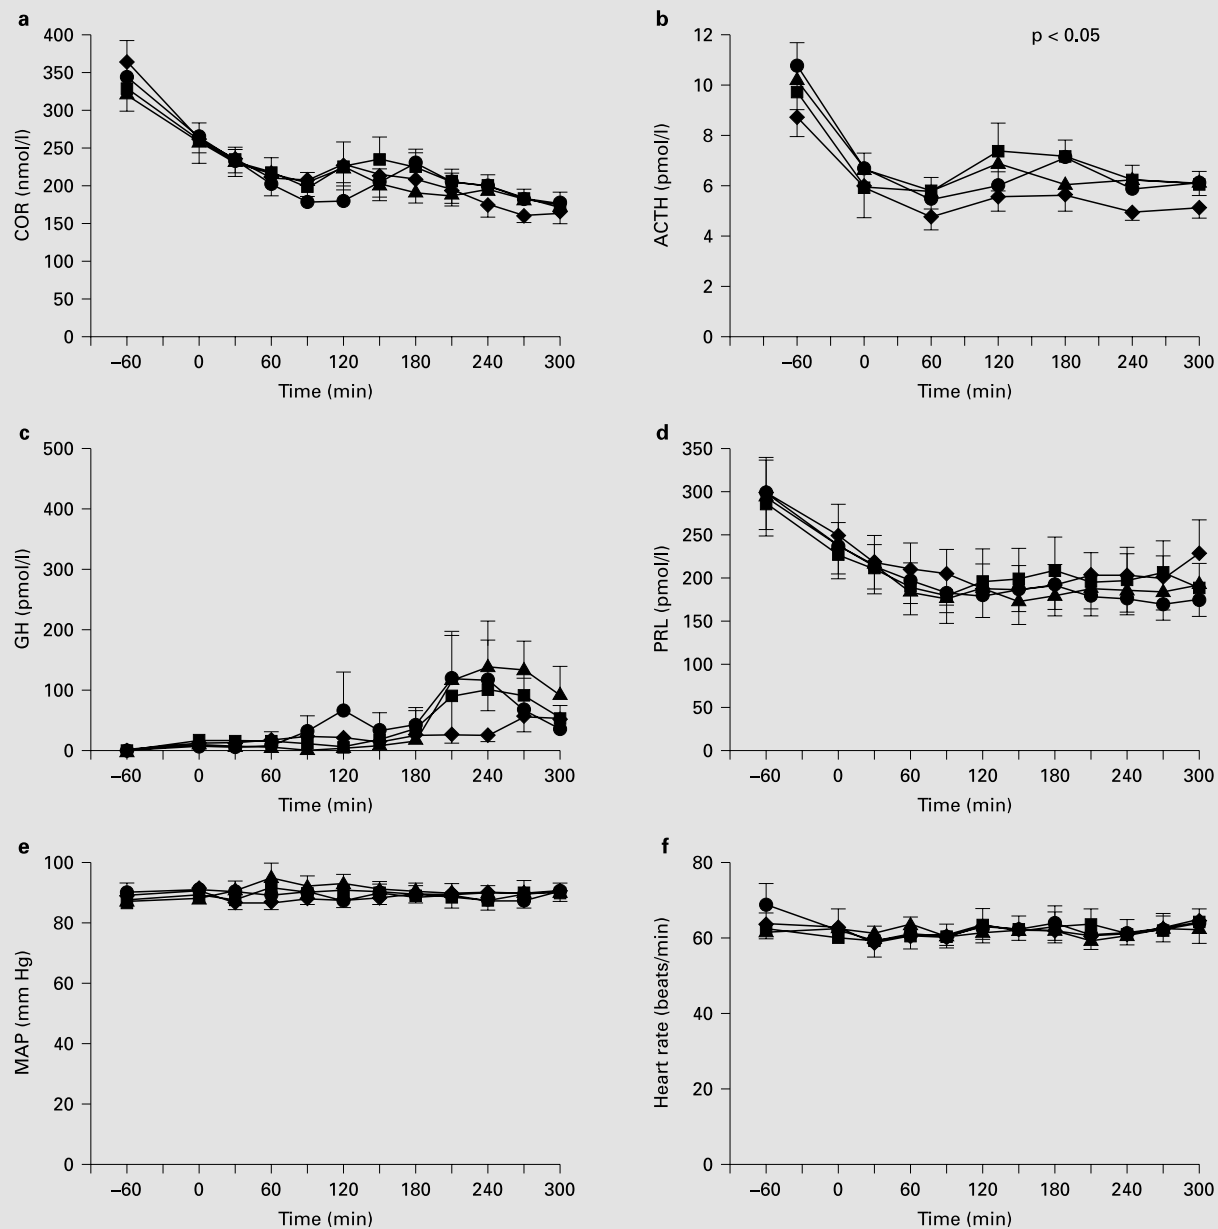 a
COR (nmol/l)
400
350
300
250
200
150
100
50
0
–60 0 60 120 180 240 300
Time (min)
b
p < 0.05
ACTH (pmol/l)
12
10
8
6
4
2
0
–60 0 60 120 180 240 300
Time (min)
c
GH (pmol/l)
500
400
300
200
100
0
–60 0 60 120 180 240 300
Time (min)
d
PRL (pmol/l)
350
300
250
200
150
100
50
0
–60 0 60 120 180 240 300
Time (min)
e
MAP (mm Hg)
100
80
60
40
20
0
–60 0 60 120 180 240 300
Time (min)
f
Heart rate (beats/min)
80
60
40
20
0
–60 0 60 120 180 240 300
Time (min)